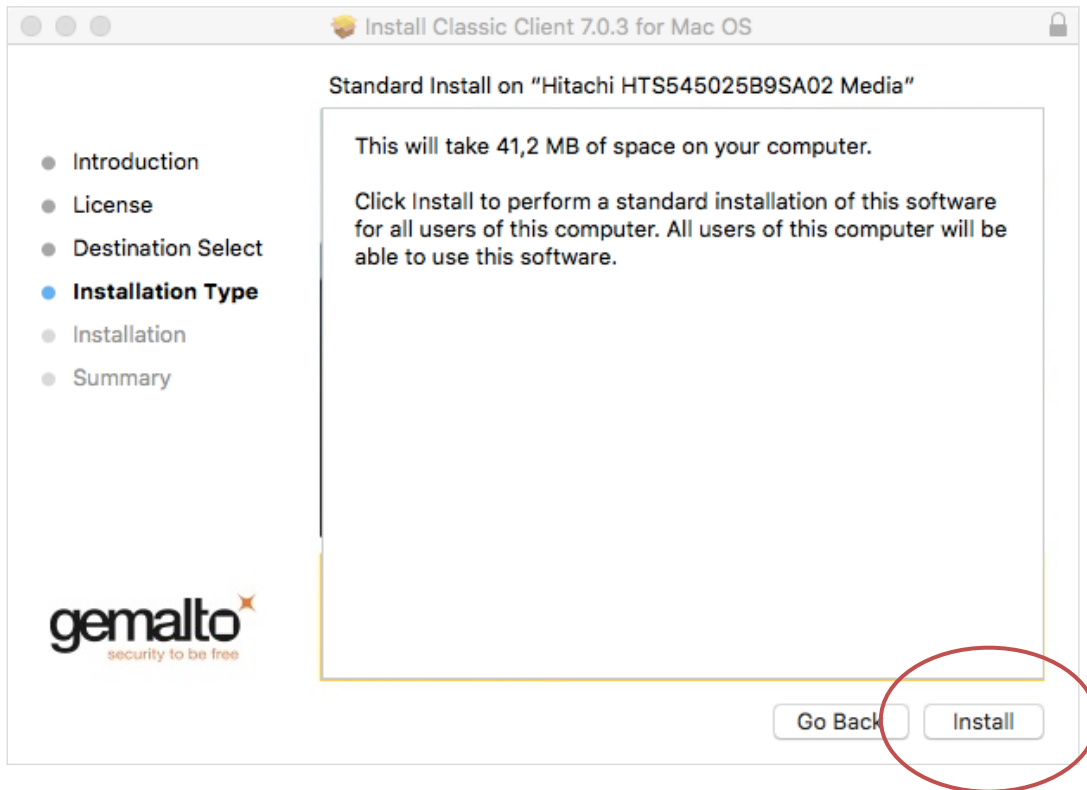 Install Classic Client 7.0.3 for Mac OS
Standard Install on “Hitachi HTS545025B9SA02 Media”
Introduction
License
Destination Select
Installation Type
Installation
Summary
This will take 41,2 MB of space on your computer.
Click Install to perform a standard installation of this software
for all users of this computer. All users of this computer will be
able to use this software.
gemalto
security to be free
Go Back
Install